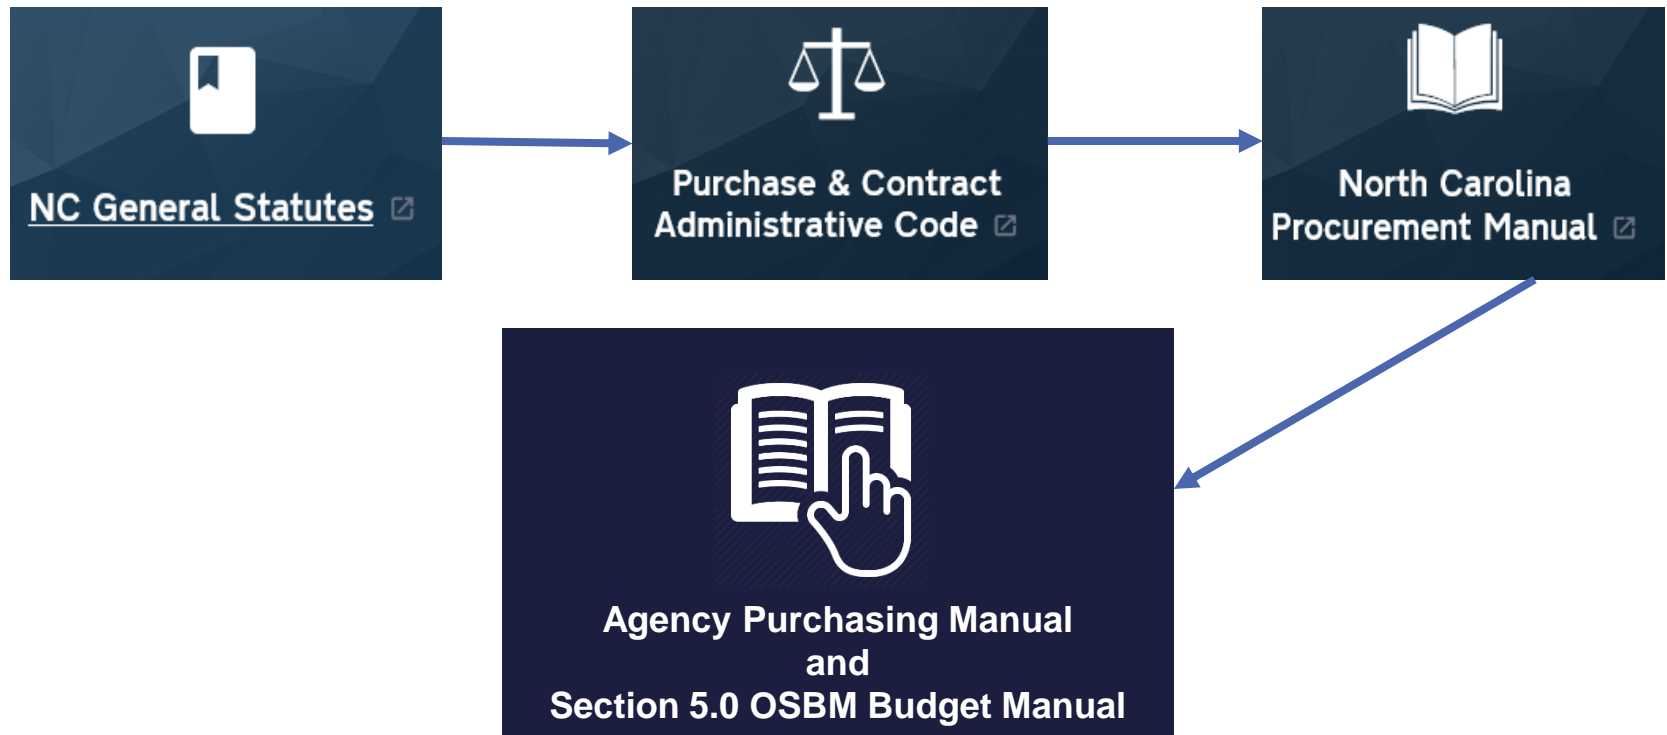 NC General Statutes
Purchase & Contract
Administrative Code
North Carolina
Procurement Manual
Agency Purchasing Manual
and
Section 5.0 OSBM Budget Manual